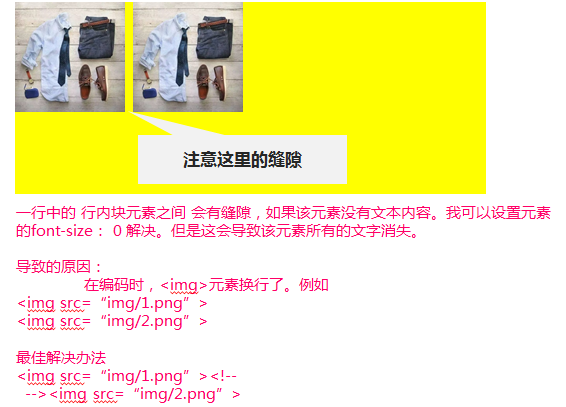 注意这里的缝隙
一行中的 行内块元素之间 会有缝隙，如果该元素没有文本内容。我可以设置元素
的font-size： 0 解决。但是这会导致该元素所有的文字消失。
导致的原因：
在编码时，<img>元素换行了。例如
<img src=“img/1.png”>
<img src=“img/2.png”>
最佳解决办法
<img src=“img/1.png”><!--
--><img src=“img/2.png”>